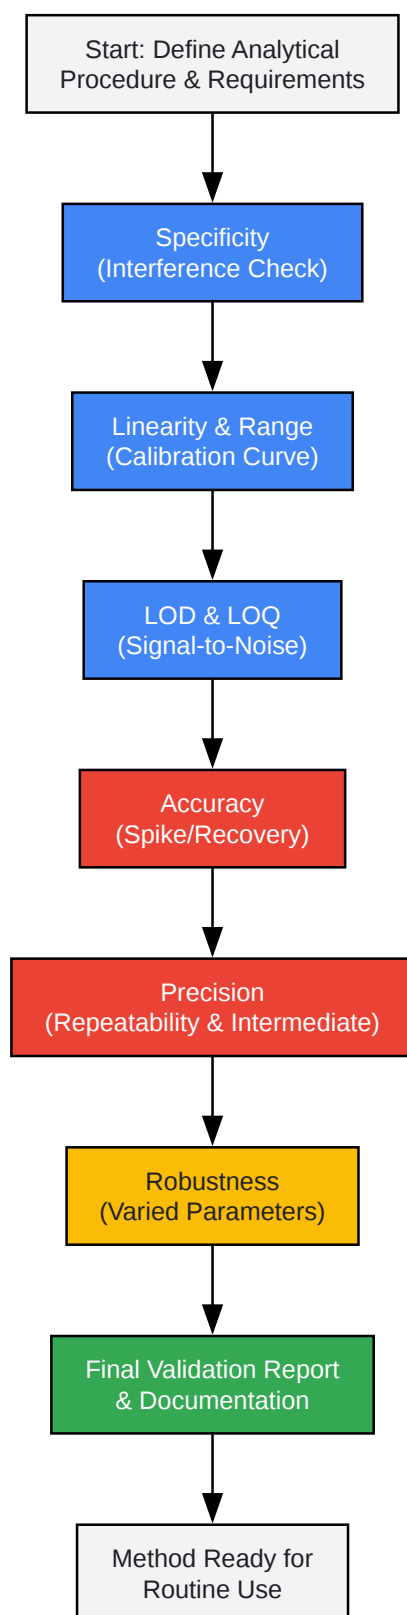 Start: Define Analytical
Procedure & Requirements
Specificity
(Interference Check)
Linearity & Range
(Calibration Curve)
LOD & LOQ
(Signal-to-Noise)
Accuracy
(Spike/Recovery)
Precision
(Repeatability & Intermediate)
Robustness
(Varied Parameters)
Final Validation Report
& Documentation
Method Ready for
Routine Use